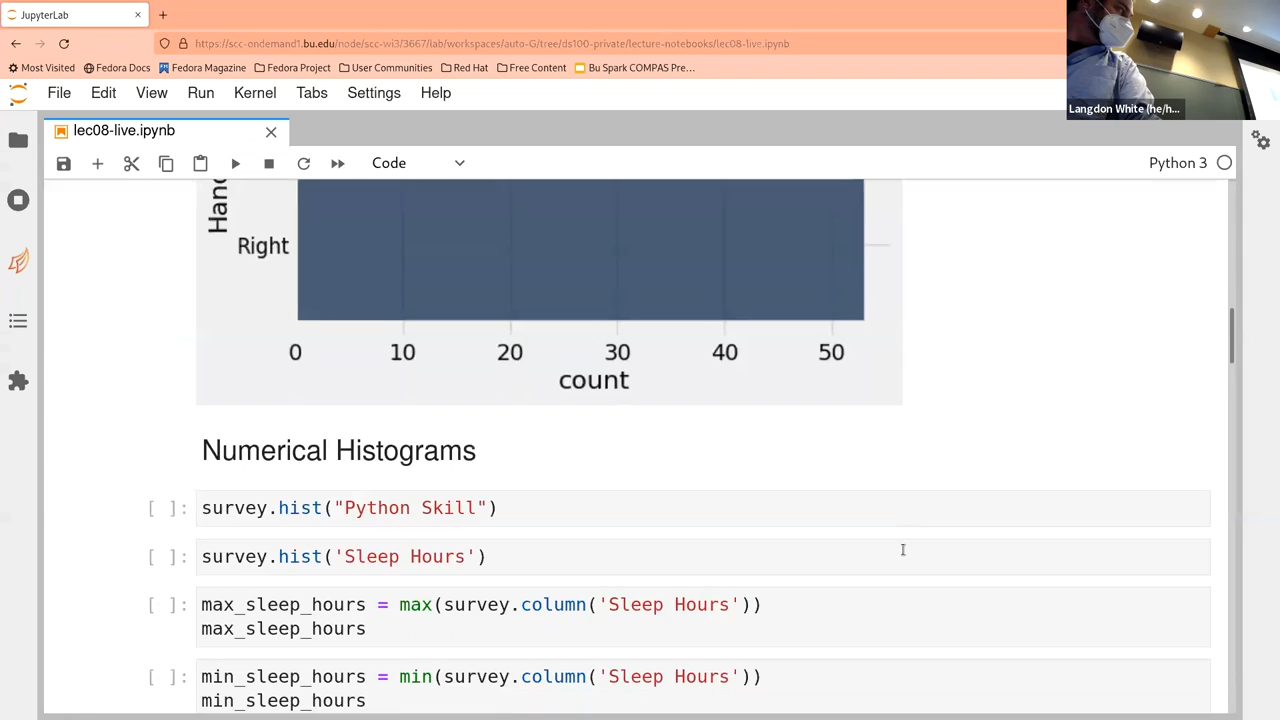 JupyterLab
https://scc-ondemand1.bu.edu/node/scc-wi3/3667/lab/workspaces/auto-G/tree/ds100-private/lecture-notebooks/lec08-live.ipynb
Most Visited Fedora Docs Fedora Magazine Fedora Project User Communities Red Hat Free Content Bu Spark COMPAS Pre...
Langdon White (he/h...
File Edit View Run Kernel Tabs Settings Help
lec08-live.ipynb
Code Python 3
Hand
Right
0 10 20 30 40 50
count
Numerical Histograms
[ ]: survey.hist("Python Skill")
[ ]: survey.hist('Sleep Hours')
[ ]: max_sleep_hours = max(survey.column('Sleep Hours'))
max_sleep_hours
[ ]: min_sleep_hours = min(survey.column('Sleep Hours'))
min_sleep_hours